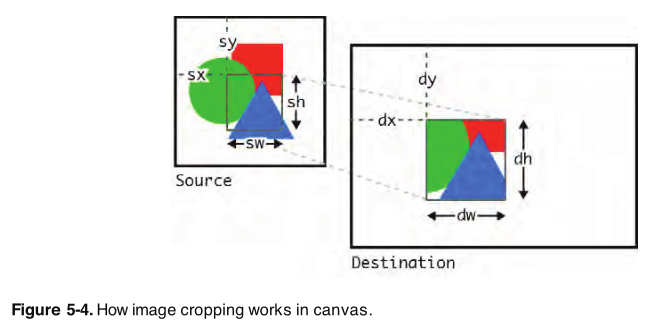 sy
sx
sh
sw
Source
dy
dx
dh
dw
Destination
Figure 5-4. How image cropping works in canvas.